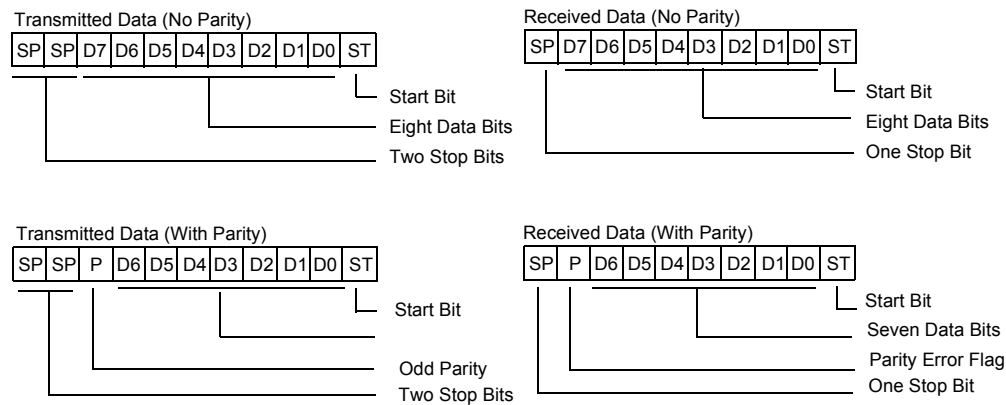 Transmitted Data (No Parity)
SP SP D7 D6 D5 D4 D3 D2 D1 D0 ST
Start Bit
Eight Data Bits
Two Stop Bits
Received Data (No Parity)
SP D7 D6 D5 D4 D3 D2 D1 D0 ST
Start Bit
Eight Data Bits
One Stop Bit
Transmitted Data (With Parity)
SP SP P D6 D5 D4 D3 D2 D1 D0 ST
Start Bit
Odd Parity
Two Stop Bits
Received Data (With Parity)
SP P D6 D5 D4 D3 D2 D1 D0 ST
Start Bit
Seven Data Bits
Parity Error Flag
One Stop Bit